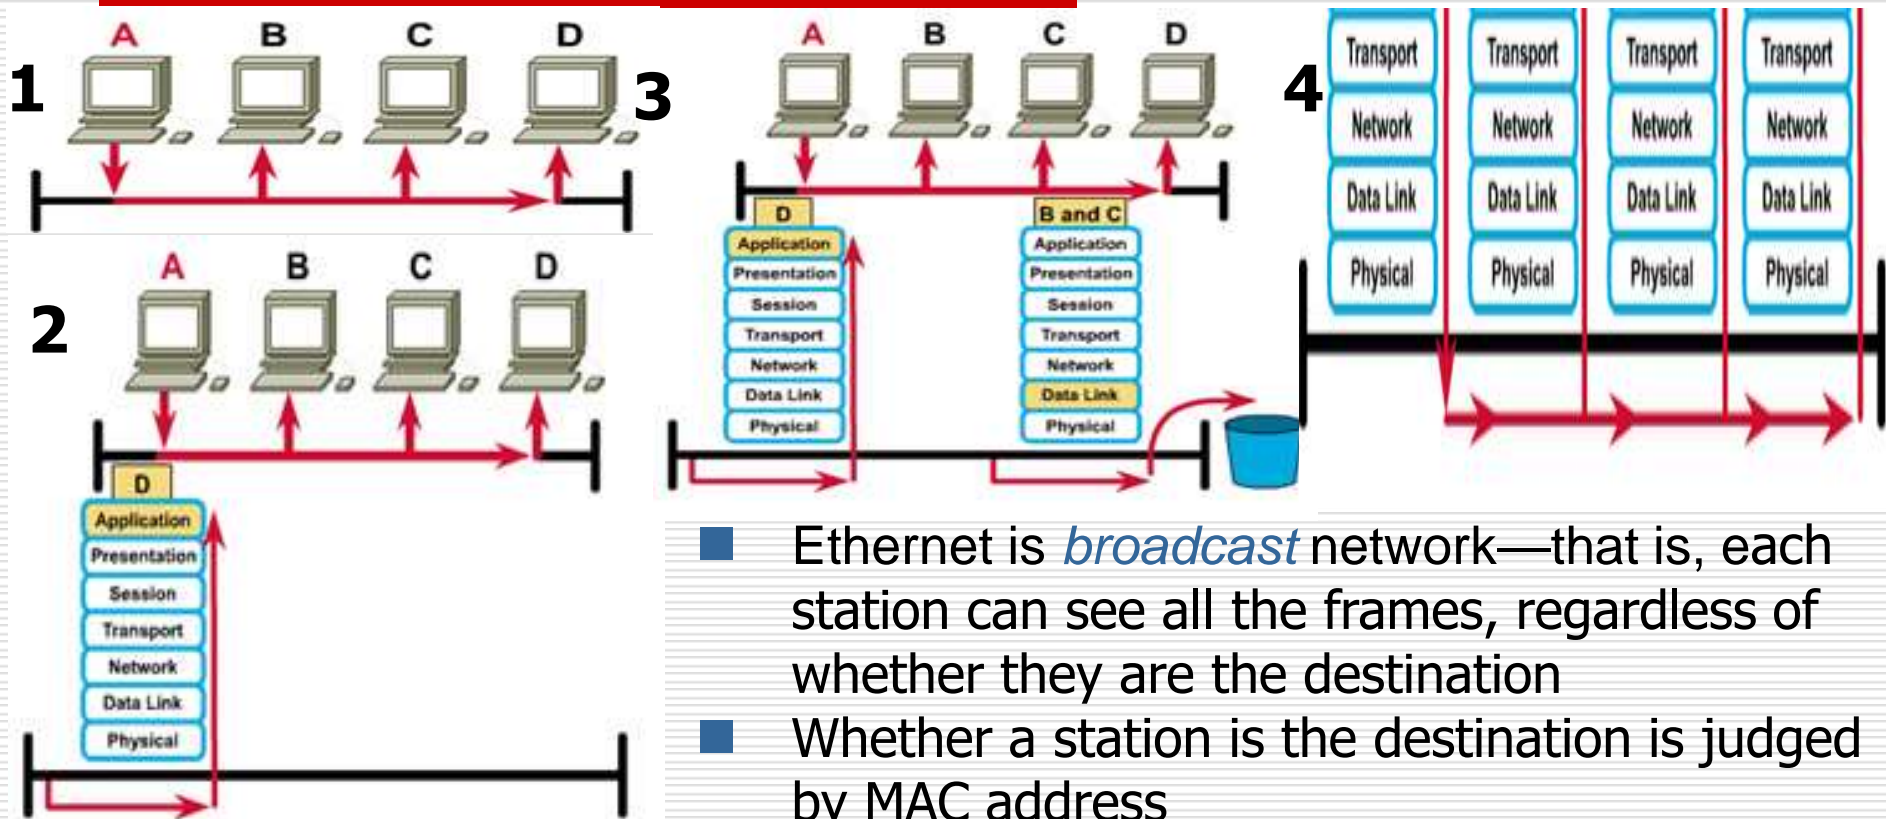 1
A B C D
2
A B C D
D
Application
Presentation
Session
Transport
Network
Data Link
Physical
3
A B C D
D
Application
Presentation
Session
Transport
Network
Data Link
Physical
B and C
Application
Presentation
Session
Transport
Network
Data Link
Physical
4
Transport Transport Transport Transport
Network Network Network Network
Data Link Data Link Data Link Data Link
Physical Physical Physical Physical
Ethernet is broadcast network—that is, each
station can see all the frames, regardless of
whether they are the destination
Whether a station is the destination is judged
by MAC address